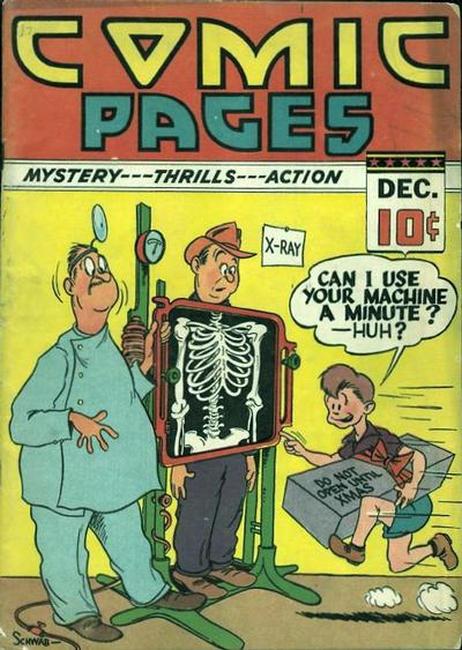 COMIC
PAGES
MYSTERY---THRILLS---ACTION
DEC.
10¢
X-RAY
CAN I USE
YOUR MACHINE
A MINUTE?
—HUH?
DO NOT
OPEN UNTIL
XMAS
SCHWAB—